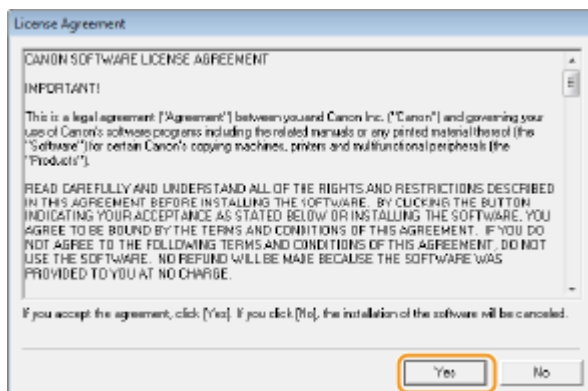 License Agreement
CANON SOFTWARE LICENSE AGREEMENT
IMPORTANT!
This is a legal agreement ("Agreement") between you and Canon Inc. ("Canon") and governing your
use of Canon's software programs including the related manuals or any printed material thereof (the
"Software") for certain Canon's copying machines, printers and multifunctional peripherals (the
"Products").
READ CAREFULLY AND UNDERSTAND ALL OF THE RIGHTS AND RESTRICTIONS DESCRIBED
IN THIS AGREEMENT BEFORE INSTALLING THE SOFTWARE. BY CLICKING THE BUTTON
INDICATING YOUR ACCEPTANCE AS STATED BELOW OR INSTALLING THE SOFTWARE, YOU
AGREE TO BE BOUND BY THE TERMS AND CONDITIONS OF THIS AGREEMENT. IF YOU DO
NOT AGREE TO THE FOLLOWING TERMS AND CONDITIONS OF THIS AGREEMENT, DO NOT
USE THE SOFTWARE. NO REFUND WILL BE MADE BECAUSE THE SOFTWARE WAS
PROVIDED TO YOU AT NO CHARGE.
If you accept the agreement, click [Yes]. If you click [No], the installation of the software will be canceled.
Yes
No